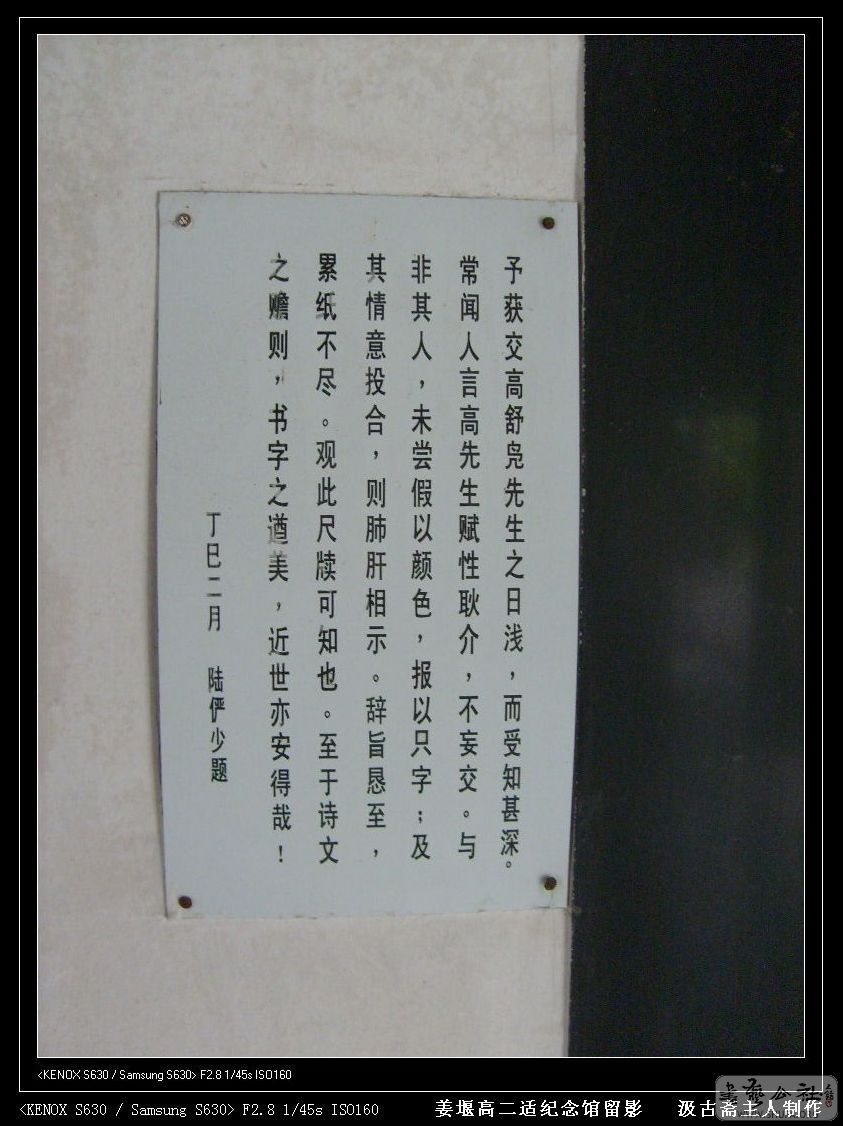 予获交高舒凫先生之日浅，而受知甚深。
常闻人言高先生赋性耿介，不妄交。与
非其人，未尝假以颜色，报以只字；及
其情意投合，则肺肝相示。辞旨恳至，
累纸不尽。观此尺牍可知也。至于诗文
之赡则，书字之遒美，近世亦安得哉！
丁巳二月 陆俨少题
<KENOX S630 / Samsung S630> F2.8 1/45s ISO160
<KENOX S630 / Samsung S630> F2.8 1/45s ISO160 姜堰高二适纪念馆留影 汲古斋主人制作